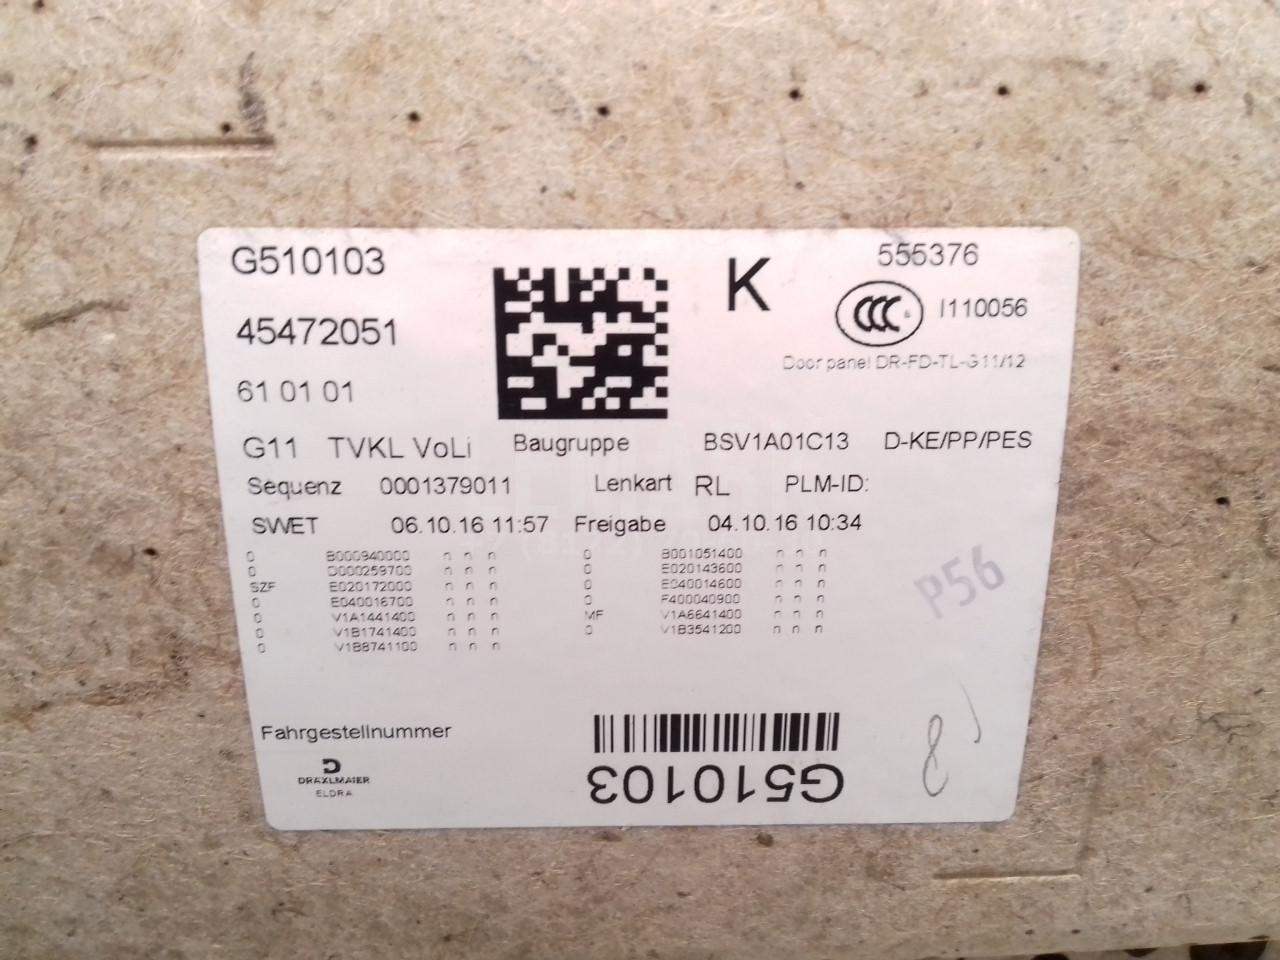 G510103
K
555376
45472051
CCC
I110056
Door panel DR-FD-TL-G11/12
61 01 01
G11 TVKL VoLi Baugruppe BSV1A01C13 D-KE/PP/PES
Sequenz 0001379011 Lenkart RL PLM-ID:
SWET 06.10.16 11:57 Freigabe 04.10.16 10:34
0 B000940000 n n n 0 B001051400 n n n
0 D000259700 n n n 0 E020143600 n n n
SZF E020172000 n n n 0 E040014600 n n n
0 E040016700 n n n 0 F400040900 n n n
0 V1A1441400 n n n MF V1A6641400 n n n
0 V1B1741400 n n n 0 V1B3541200 n n n
0 V1B8741100 n n n
P56
Fahrgestellnummer
G510103
DRÄXLMAIER
ELDRA